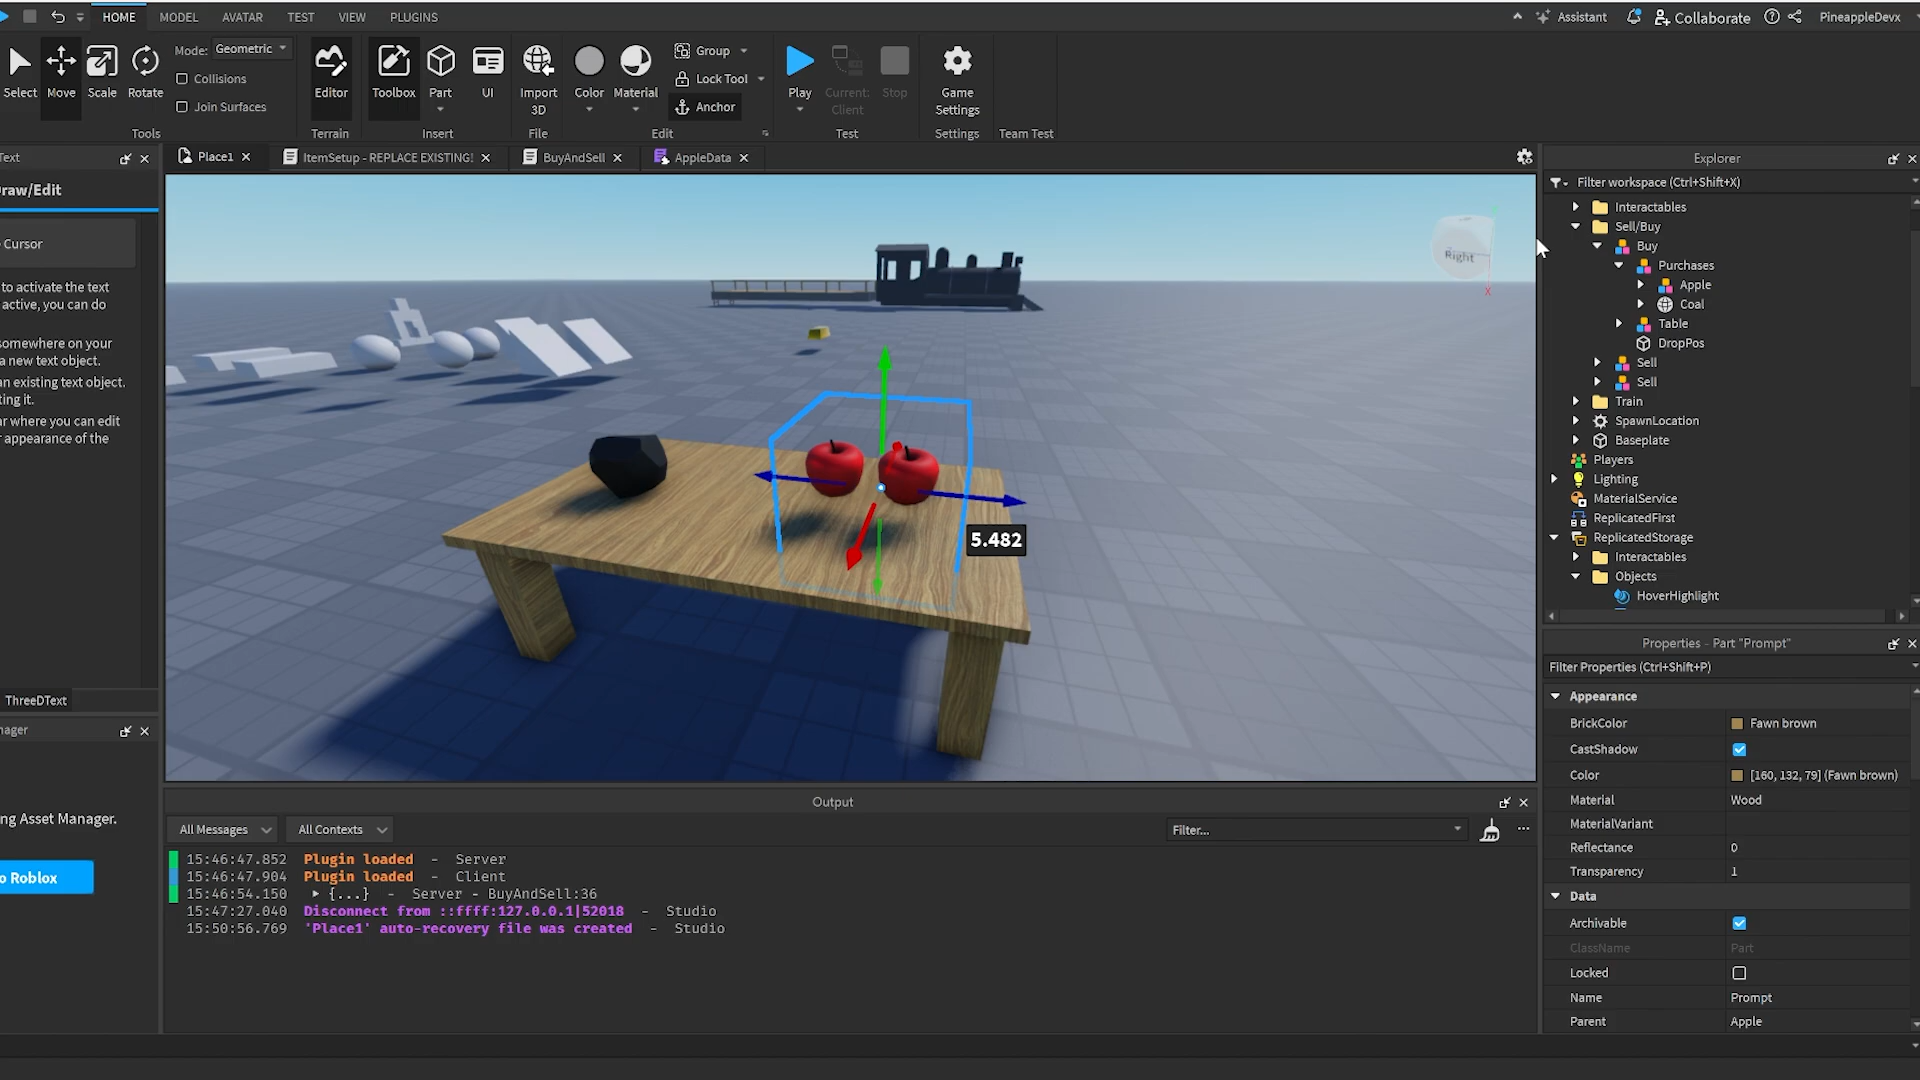 HOME MODEL AVATAR TEST VIEW PLUGINS
Assistant Collaborate PineappleDevx
Select Move Scale Rotate
Mode: Geometric
Collisions
Join Surfaces
Tools
Editor
Terrain
Toolbox Part UI
Insert
Import
3D
File
Color Material
Group
Lock Tool
Anchor
Edit
Play Current:
Client
Stop
Test
Game
Settings
Settings
Team Test
Text
raw/Edit
Cursor
to activate the text
active, you can do
somewhere on your
a new text object.
an existing text object.
ting it.
ar where you can edit
appearance of the
ThreeDText
nager
ng Asset Manager.
o Roblox
Place1 ItemSetup - REPLACE EXISTING! BuyAndSell AppleData
Right
X
5.482
Output
All Messages All Contexts Filter...
15:46:47.852 Plugin loaded - Server
15:46:47.904 Plugin loaded - Client
15:46:54.150 ▶ {...} - Server - BuyAndSell:36
15:47:27.040 Disconnect from ::ffff:127.0.0.1|52018 - Studio
15:50:56.769 'Place1' auto-recovery file was created - Studio
Explorer
Filter workspace (Ctrl+Shift+X)
Interactables
Sell/Buy
Buy
Purchases
Apple
Coal
Table
DropPos
Sell
Sell
Train
SpawnLocation
Baseplate
Players
Lighting
MaterialService
ReplicatedFirst
ReplicatedStorage
Interactables
Objects
HoverHighlight
Properties - Part "Prompt"
Filter Properties (Ctrl+Shift+P)
Appearance
BrickColor Fawn brown
CastShadow
Color [160, 132, 79] (Fawn brown)
Material Wood
MaterialVariant
Reflectance 0
Transparency 1
Data
Archivable
ClassName Part
Locked
Name Prompt
Parent Apple